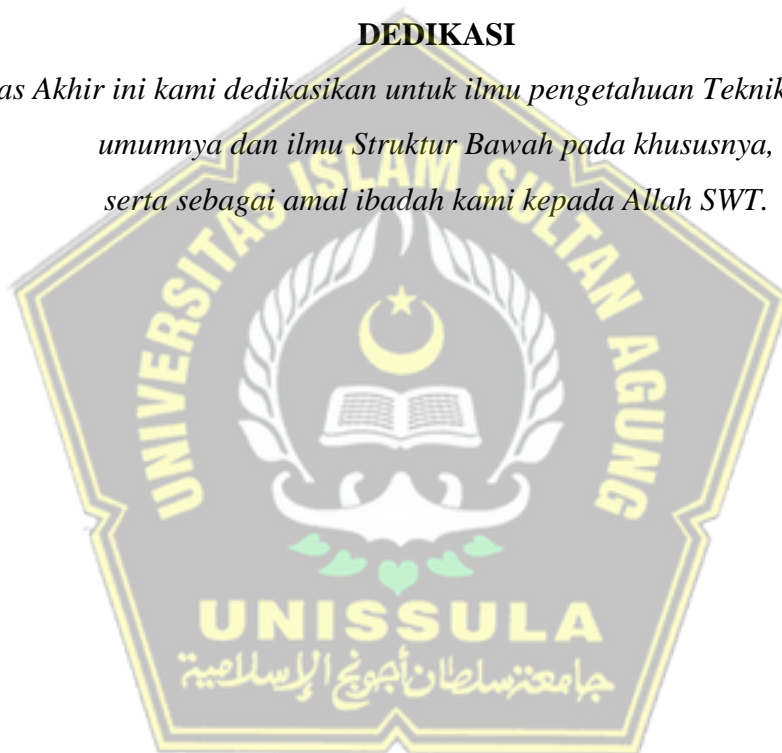 DEDIKASI
as Akhir ini kami dedikasikan untuk ilmu pengetahuan Teknik
umumnya dan ilmu Struktur Bawah pada khususnya,
serta sebagai amal ibadah kami kepada Allah SWT.
UNIVERSITAS ISLAM SULTAN AGUNG
UNISSULA
جامعة سلطان أجونج الإسلامية